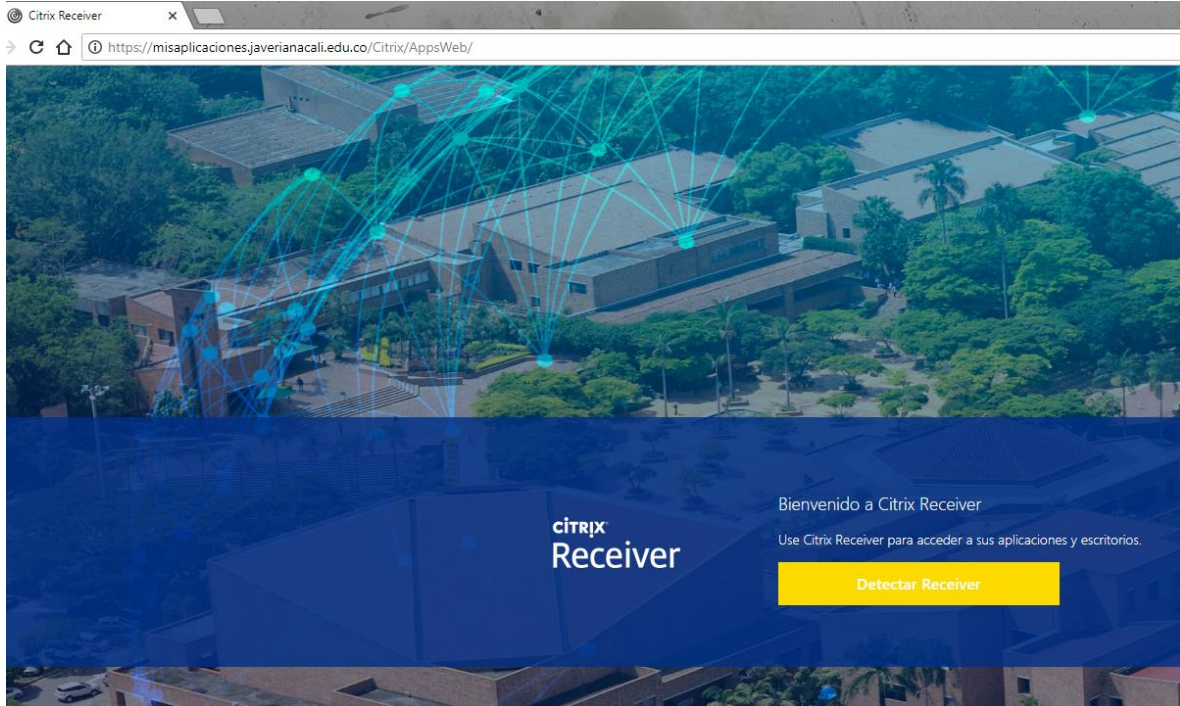 Citrix Receiver
https://misaplicaciones.javerianacali.edu.co/Citrix/AppsWeb/
Bienvenido a Citrix Receiver
CITRIX
Receiver
Use Citrix Receiver para acceder a sus aplicaciones y escritorios.
Detectar Receiver